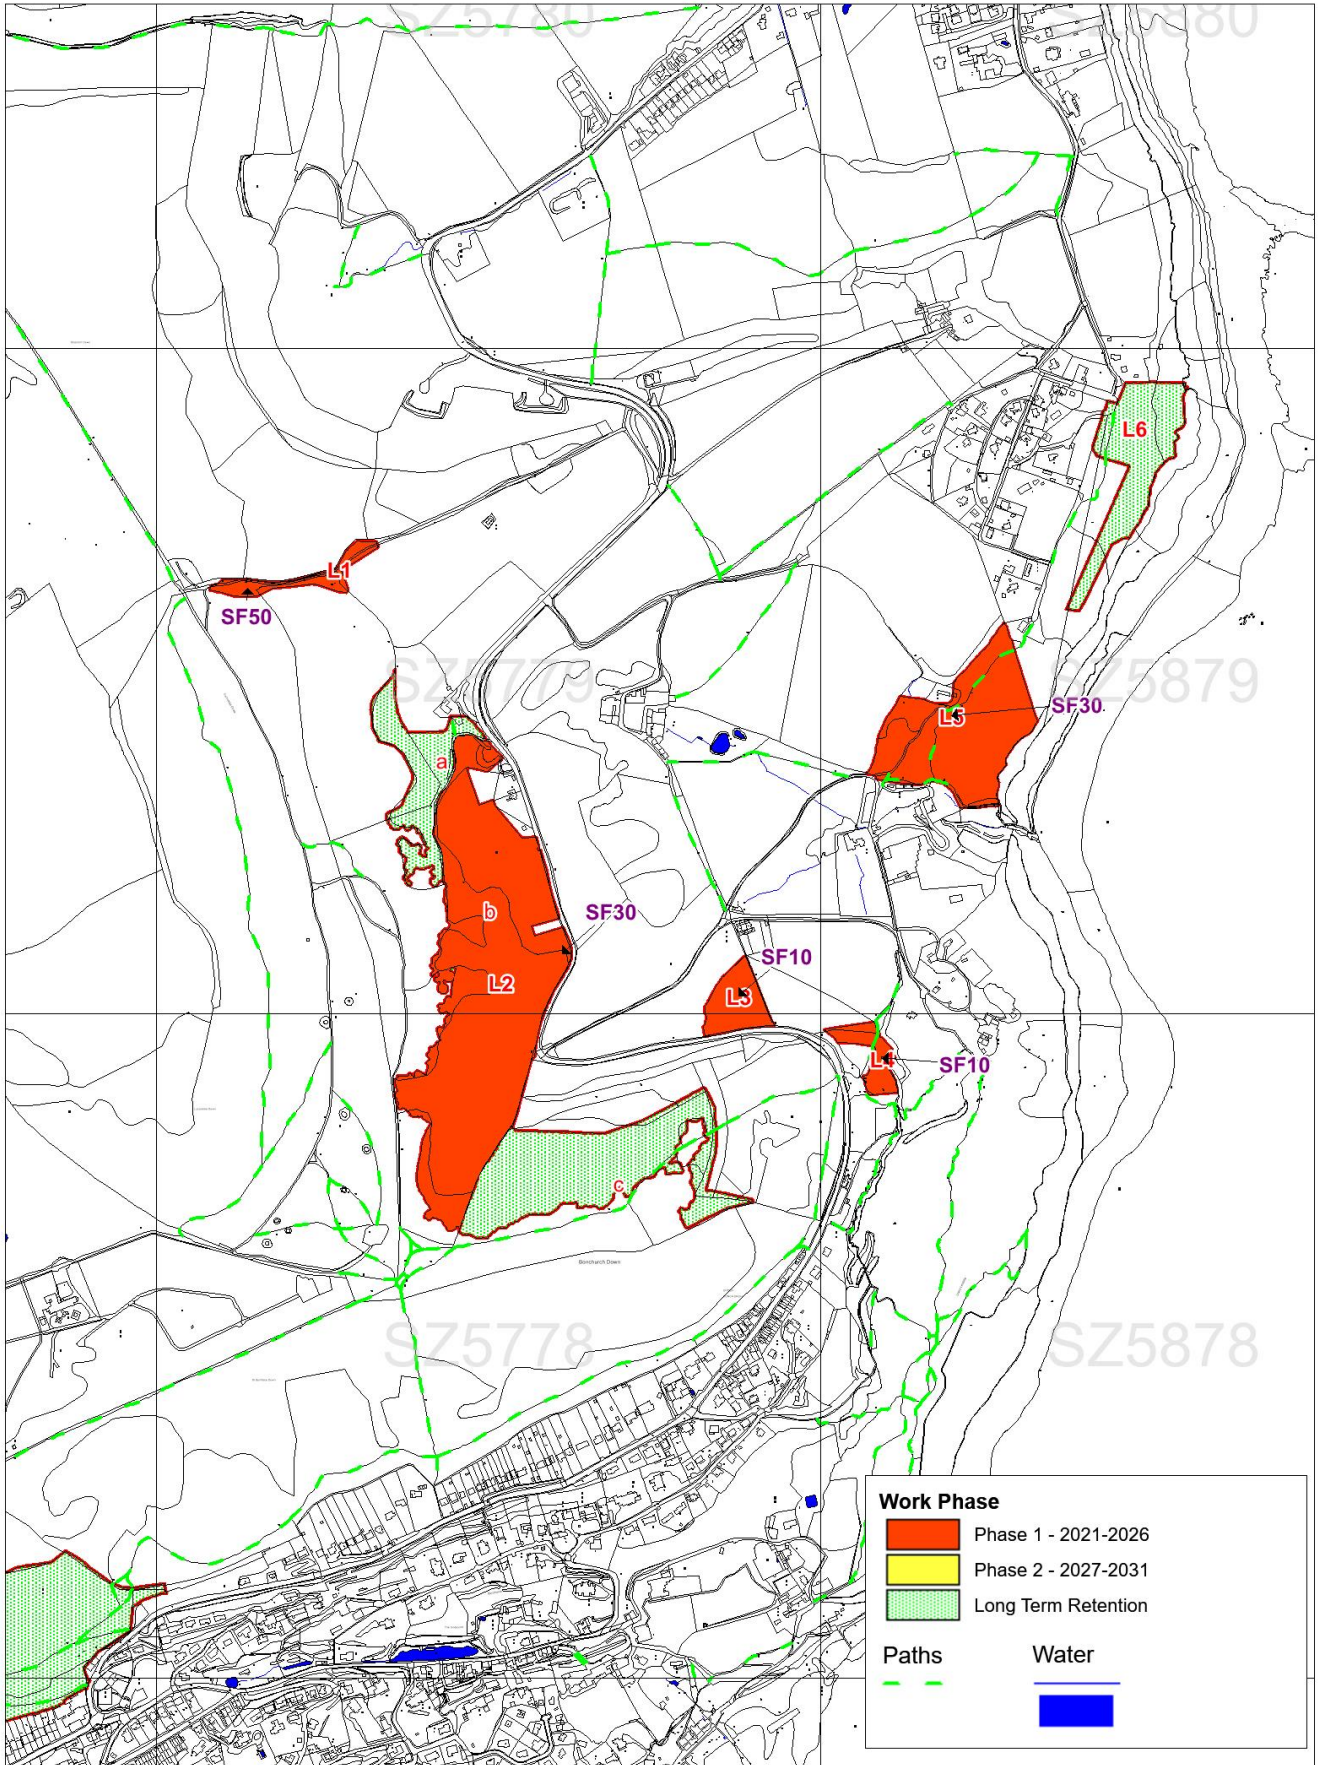 SZ5780
SZ5880
L6
L1
SF50
SZ5779
SZ5879
SF30
L5
a
b
SF30
L2
SF10
L3
L4
SF10
c
Bonchurch Down
SZ5778
SZ5878
Work Phase
Phase 1 - 2021-2026
Phase 2 - 2027-2031
Long Term Retention
Paths
Water